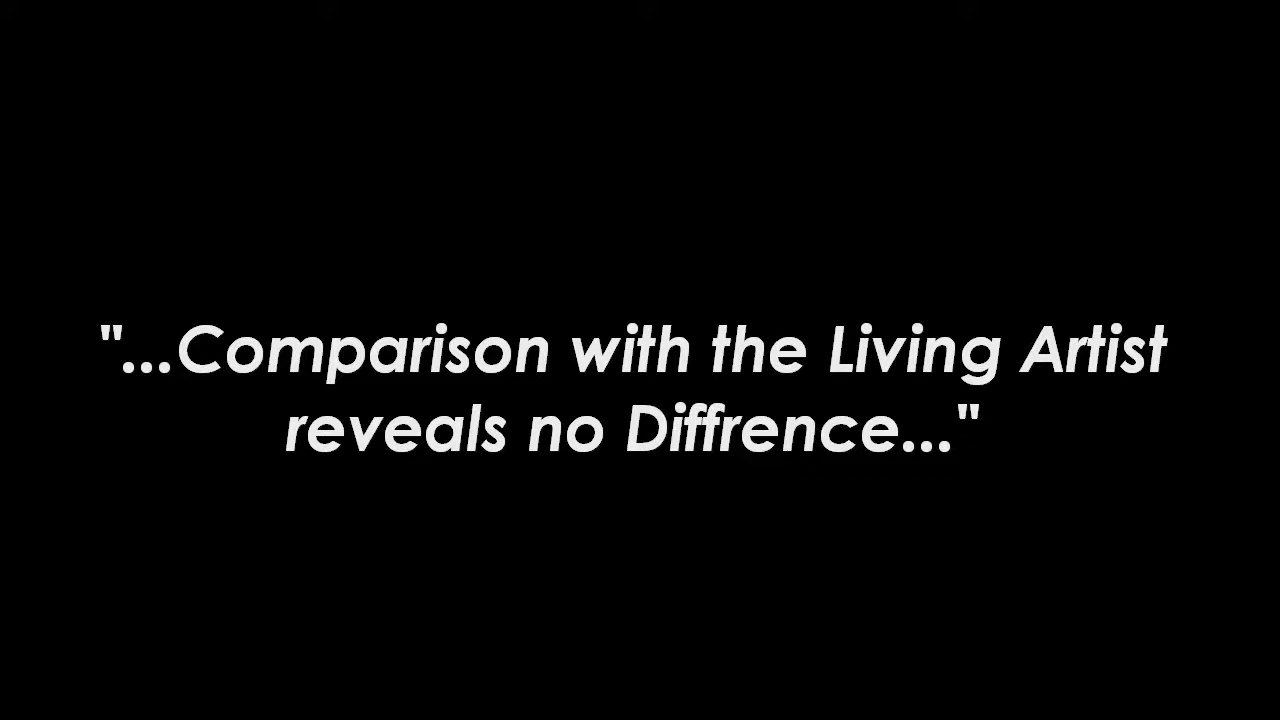 "...Comparison with the Living Artist
reveals no Diffrence..."